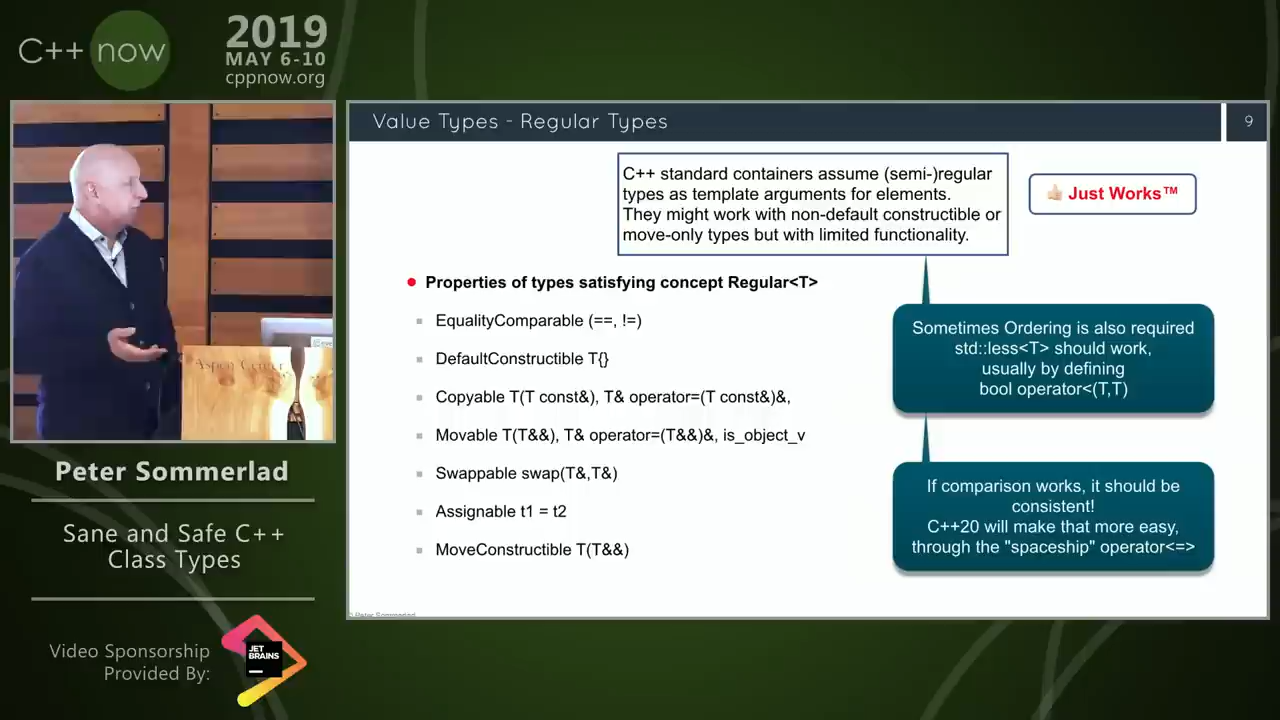 C++ now
2019
MAY 6-10
cppnow.org
Value Types - Regular Types
9
C++ standard containers assume (semi-)regular
types as template arguments for elements.
They might work with non-default constructible or
move-only types but with limited functionality.
👍🏻 Just Works™
Properties of types satisfying concept Regular<T>
EqualityComparable (==, !=)
DefaultConstructible T{}
Copyable T(T const&), T& operator=(T const&)&,
Movable T(T&&), T& operator=(T&&)&, is_object_v
Swappable swap(T&,T&)
Assignable t1 = t2
MoveConstructible T(T&&)
Sometimes Ordering is also required
std::less<T> should work,
usually by defining
bool operator<(T,T)
If comparison works, it should be
consistent!
C++20 will make that more easy,
through the "spaceship" operator<=>
© Peter Sommerlad
Aspen Center
Peter Sommerlad
Sane and Safe C++
Class Types
Video Sponsorship
Provided By:
JET
BRAINS